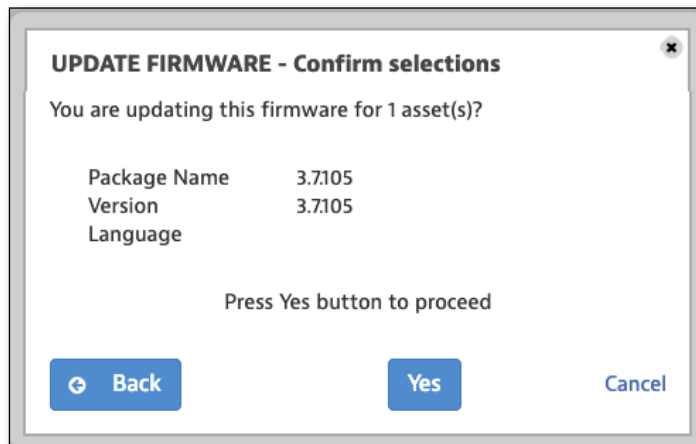 UPDATE FIRMWARE - Confirm selections
You are updating this firmware for 1 asset(s)?
Package Name 3.7.105
Version 3.7.105
Language
Press Yes button to proceed
Back Yes Cancel